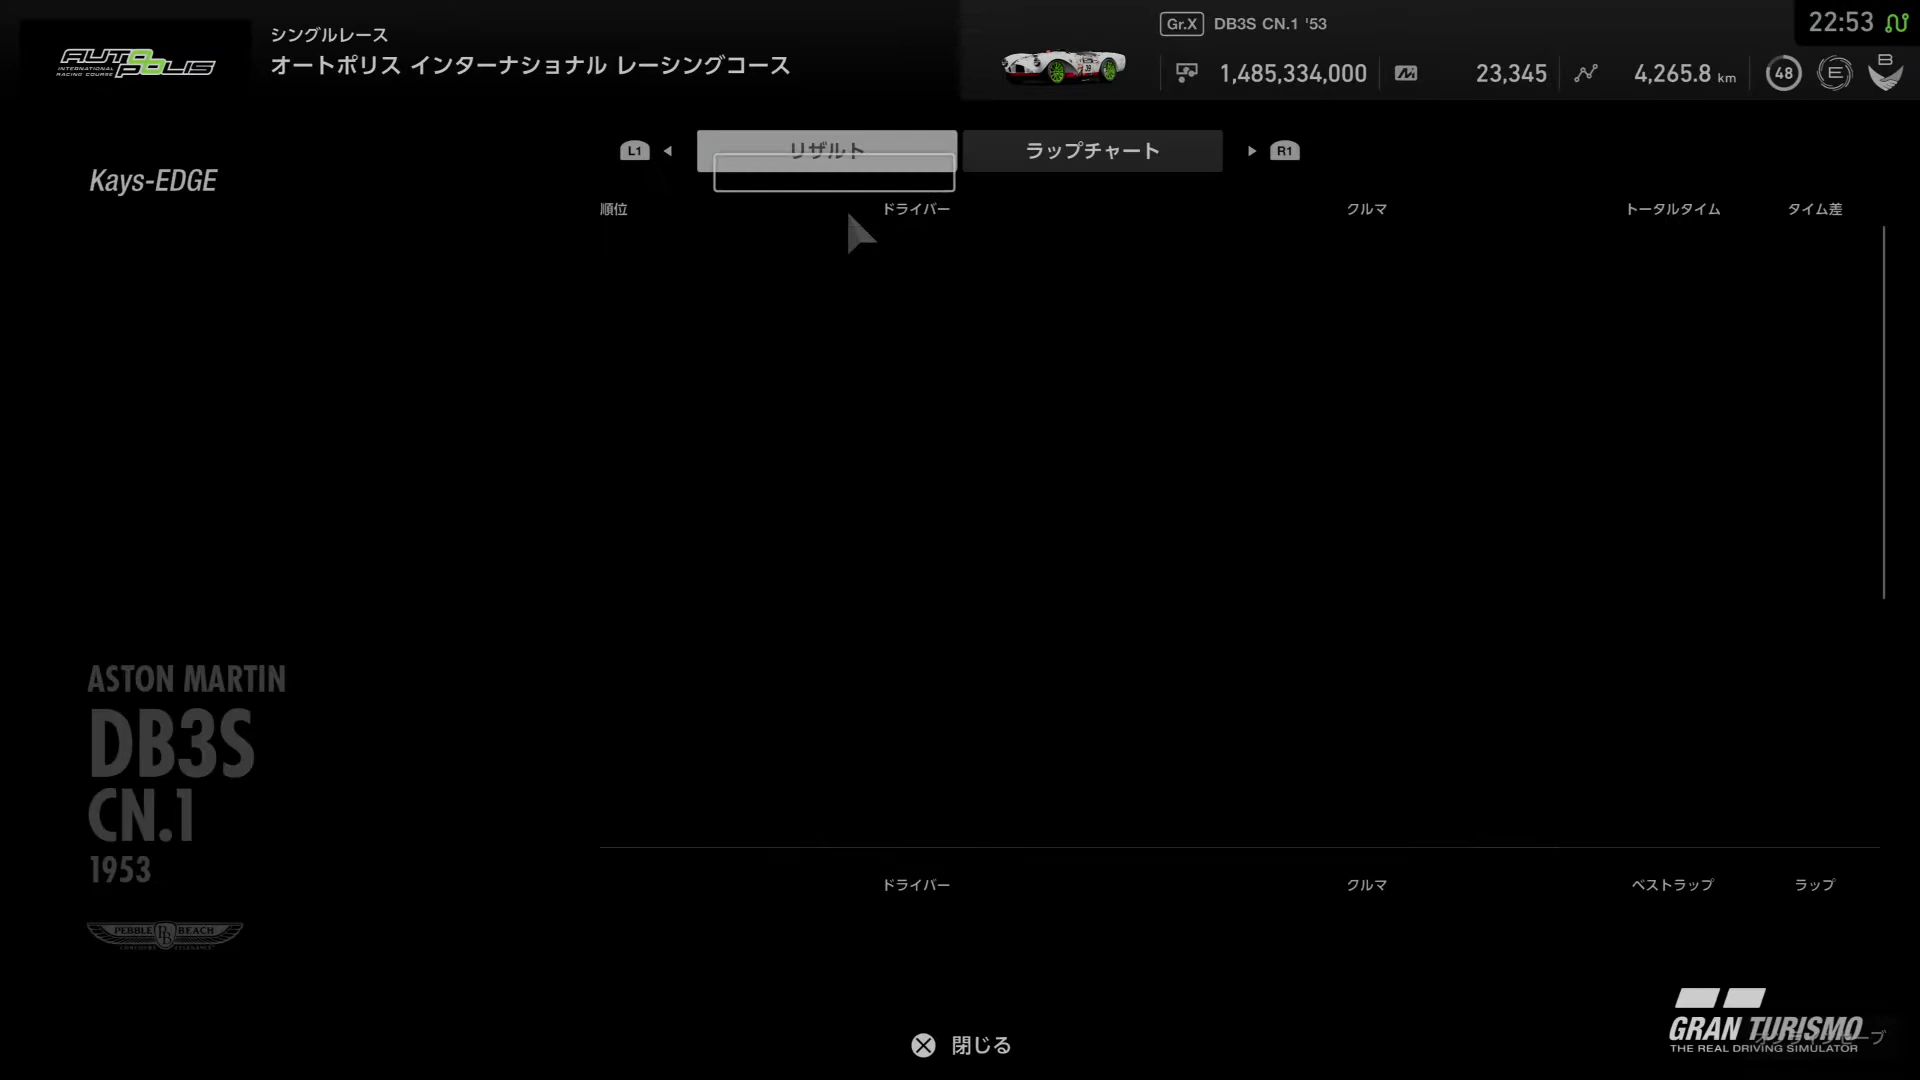 AUTOPOLIS
INTERNATIONAL
RACING COURSE
シングルレース
オートポリス インターナショナル レーシングコース
Gr.X DB3S CN.1 '53
1,485,334,000
23,345
4,265.8 km
48
E
B
22:53
L1 リザルト ラップチャート R1
Kays-EDGE
順位 ドライバー クルマ トータルタイム タイム差
ASTON MARTIN
DB3S
CN.1
1953
PEBBLE BEACH
ドライバー クルマ ベストラップ ラップ
閉じる
GRAN TURISMO
THE REAL DRIVING SIMULATOR